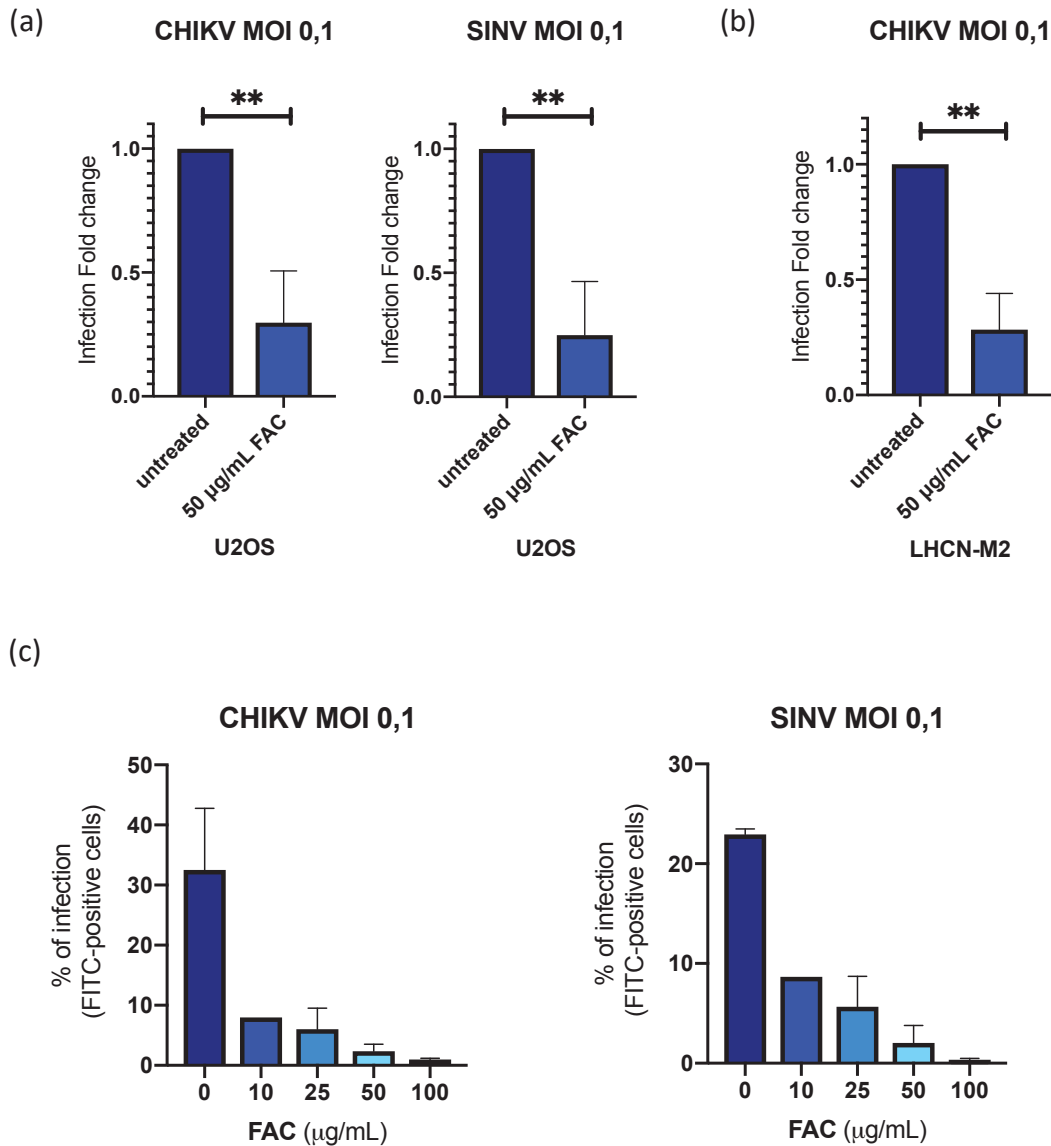 (a)
CHIKV MOI 0,1
**
Infection Fold change
1.0
0.5
0.0
untreated
50 µg/mL FAC
U2OS
SINV MOI 0,1
**
Infection Fold change
1.0
0.5
0.0
untreated
50 µg/mL FAC
U2OS
(b)
CHIKV MOI 0,1
**
Infection Fold change
1.0
0.5
0.0
untreated
50 µg/mL FAC
LHCN-M2
(c)
CHIKV MOI 0,1
% of infection
(FITC-positive cells)
50
40
30
20
10
0
0 10 25 50 100
FAC (µg/mL)
SINV MOI 0,1
% of infection
(FITC-positive cells)
30
20
10
0
0 10 25 50 100
FAC (µg/mL)